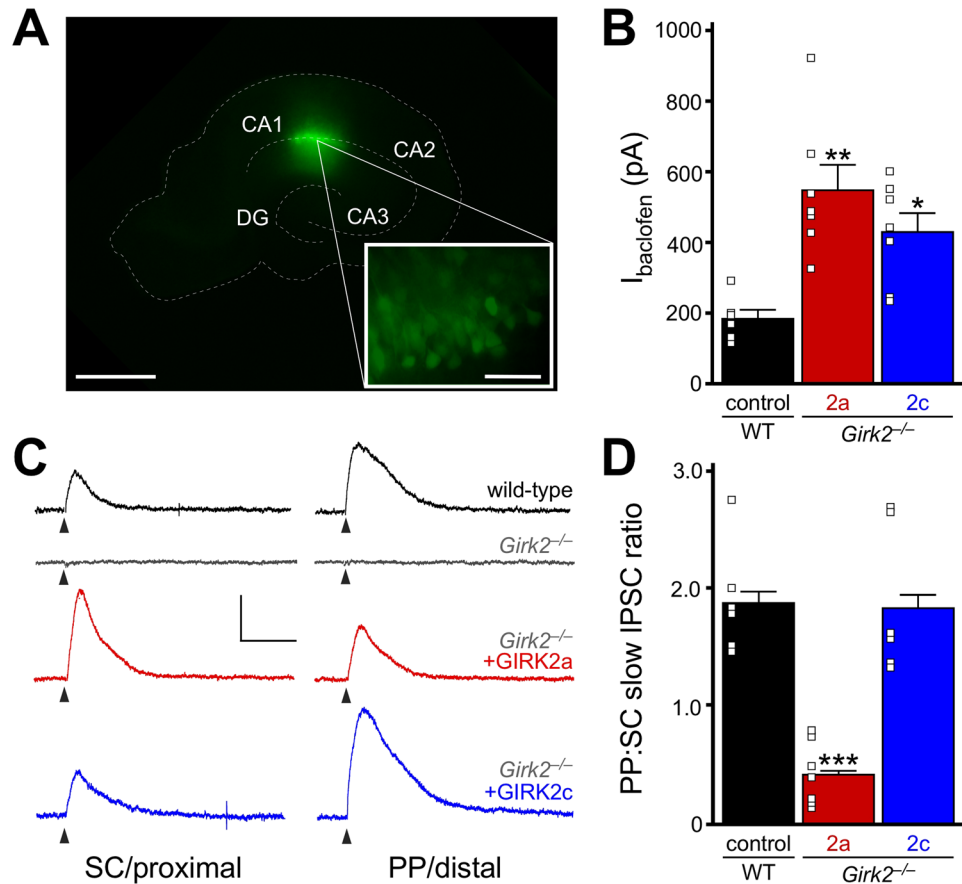 A
CA1
CA2
DG
CA3
B
I baclofen (pA)
1000
800
600
400
200
0
**
*
control
2a
2c
WT
Girk2–/–
C
wild-type
Girk2–/–
Girk2–/–
+GIRK2a
Girk2–/–
+GIRK2c
SC/proximal
PP/distal
D
PP:SC slow IPSC ratio
3.0
2.0
1.0
0
***
control
2a
2c
WT
Girk2–/–